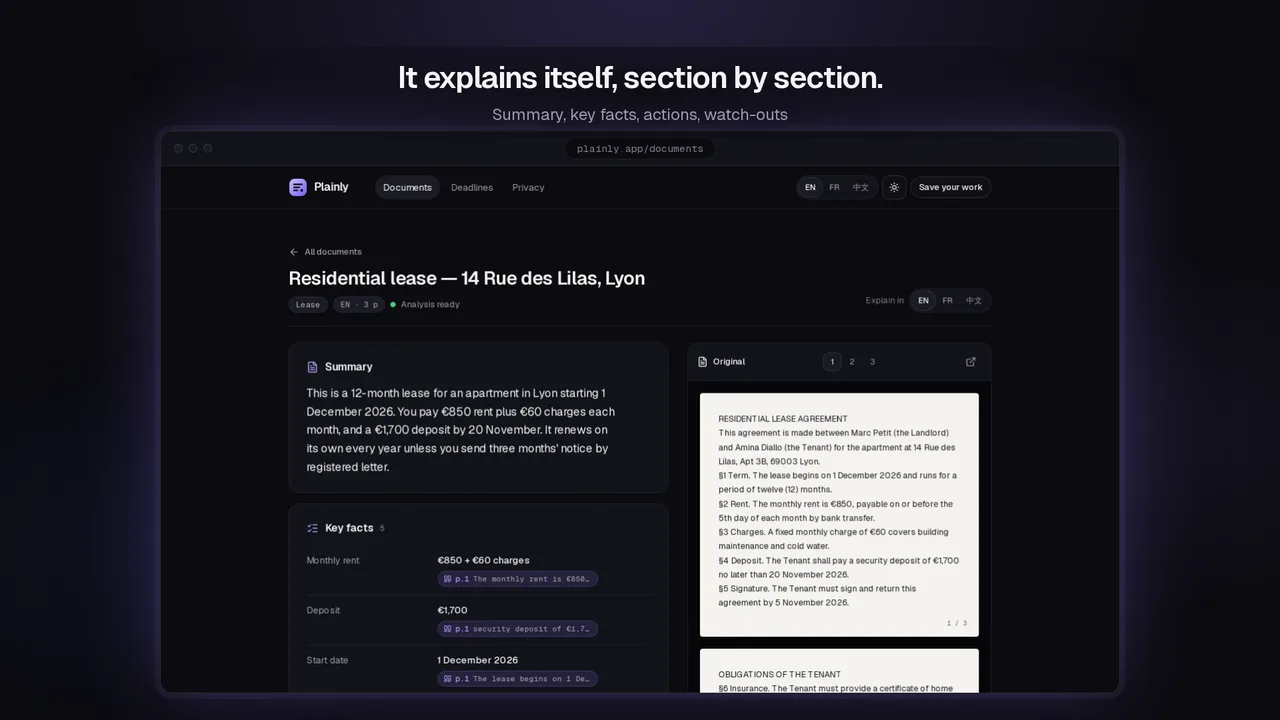 It explains itself, section by section.
Summary, key facts, actions, watch-outs
plainly.app/documents
Plainly
Documents
Deadlines
Privacy
EN
FR
中文
Save your work
All documents
Residential lease — 14 Rue des Lilas, Lyon
Lease
EN · 3 p
Analysis ready
Explain in
EN
FR
中文
Summary
This is a 12-month lease for an apartment in Lyon starting 1
December 2026. You pay €850 rent plus €60 charges each
month, and a €1,700 deposit by 20 November. It renews on
its own every year unless you send three months' notice by
registered letter.
Key facts 5
Monthly rent
€850 + €60 charges
p.1 The monthly rent is €850…
Deposit
€1,700
p.1 security deposit of €1.7…
Start date
1 December 2026
p.1 The lease begins on 1 De…
Original
1
2
3
RESIDENTIAL LEASE AGREEMENT
This agreement is made between Marc Petit (the Landlord)
and Amina Diallo (the Tenant) for the apartment at 14 Rue des
Lilas, Apt 3B, 69003 Lyon.
§1 Term. The lease begins on 1 December 2026 and runs for a
period of twelve (12) months.
§2 Rent. The monthly rent is €850, payable on or before the
5th day of each month by bank transfer.
§3 Charges. A fixed monthly charge of €60 covers building
maintenance and cold water.
§4 Deposit. The Tenant shall pay a security deposit of €1,700
no later than 20 November 2026.
§5 Signature. The Tenant must sign and return this
agreement by 5 November 2026.
1 / 3
OBLIGATIONS OF THE TENANT
§6 Insurance. The Tenant must provide a certificate of home